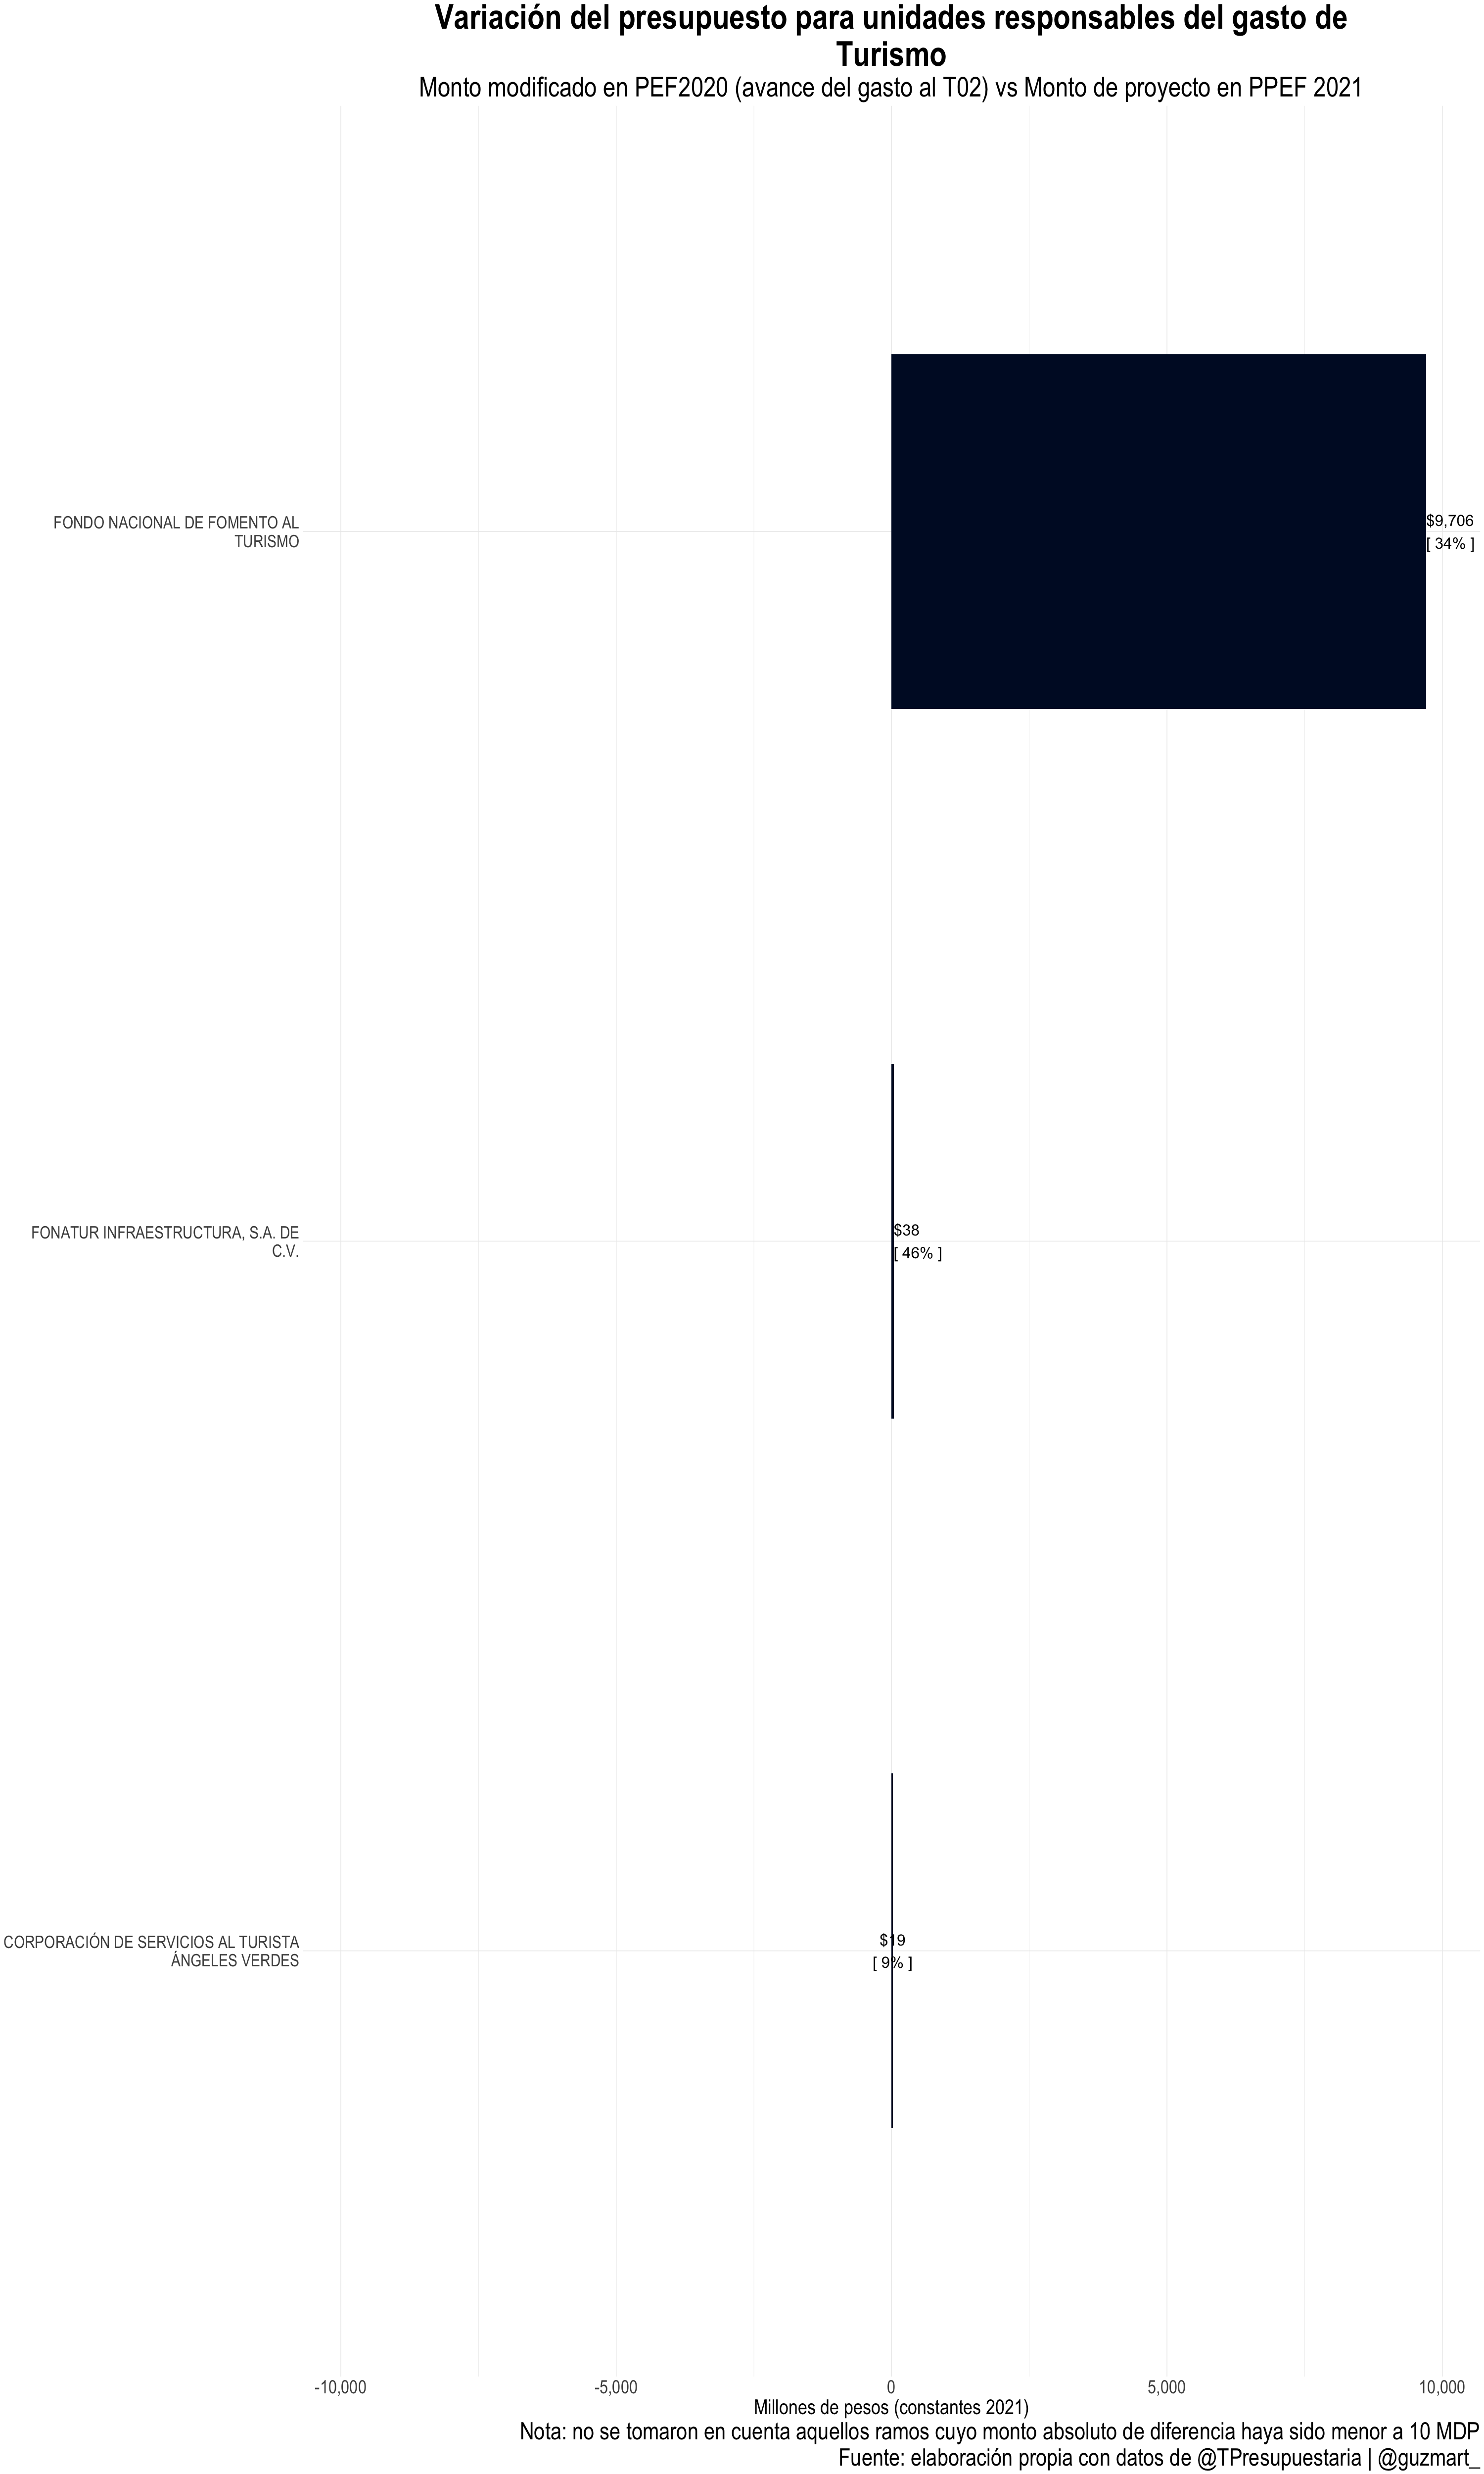 Variación del presupuesto para unidades responsables del gasto de
Turismo
Monto modificado en PEF2020 (avance del gasto al T02) vs Monto de proyecto en PPEF 2021
FONDO NACIONAL DE FOMENTO AL
TURISMO
$9,706
[ 34% ]
FONATUR INFRAESTRUCTURA, S.A. DE
C.V.
$38
[ 46% ]
CORPORACIÓN DE SERVICIOS AL TURISTA
ÁNGELES VERDES
$19
[ 9% ]
-10,000
-5,000
0
5,000
10,000
Millones de pesos (constantes 2021)
Nota: no se tomaron en cuenta aquellos ramos cuyo monto absoluto de diferencia haya sido menor a 10 MDP
Fuente: elaboración propia con datos de @TPresupuestaria | @guzmart_